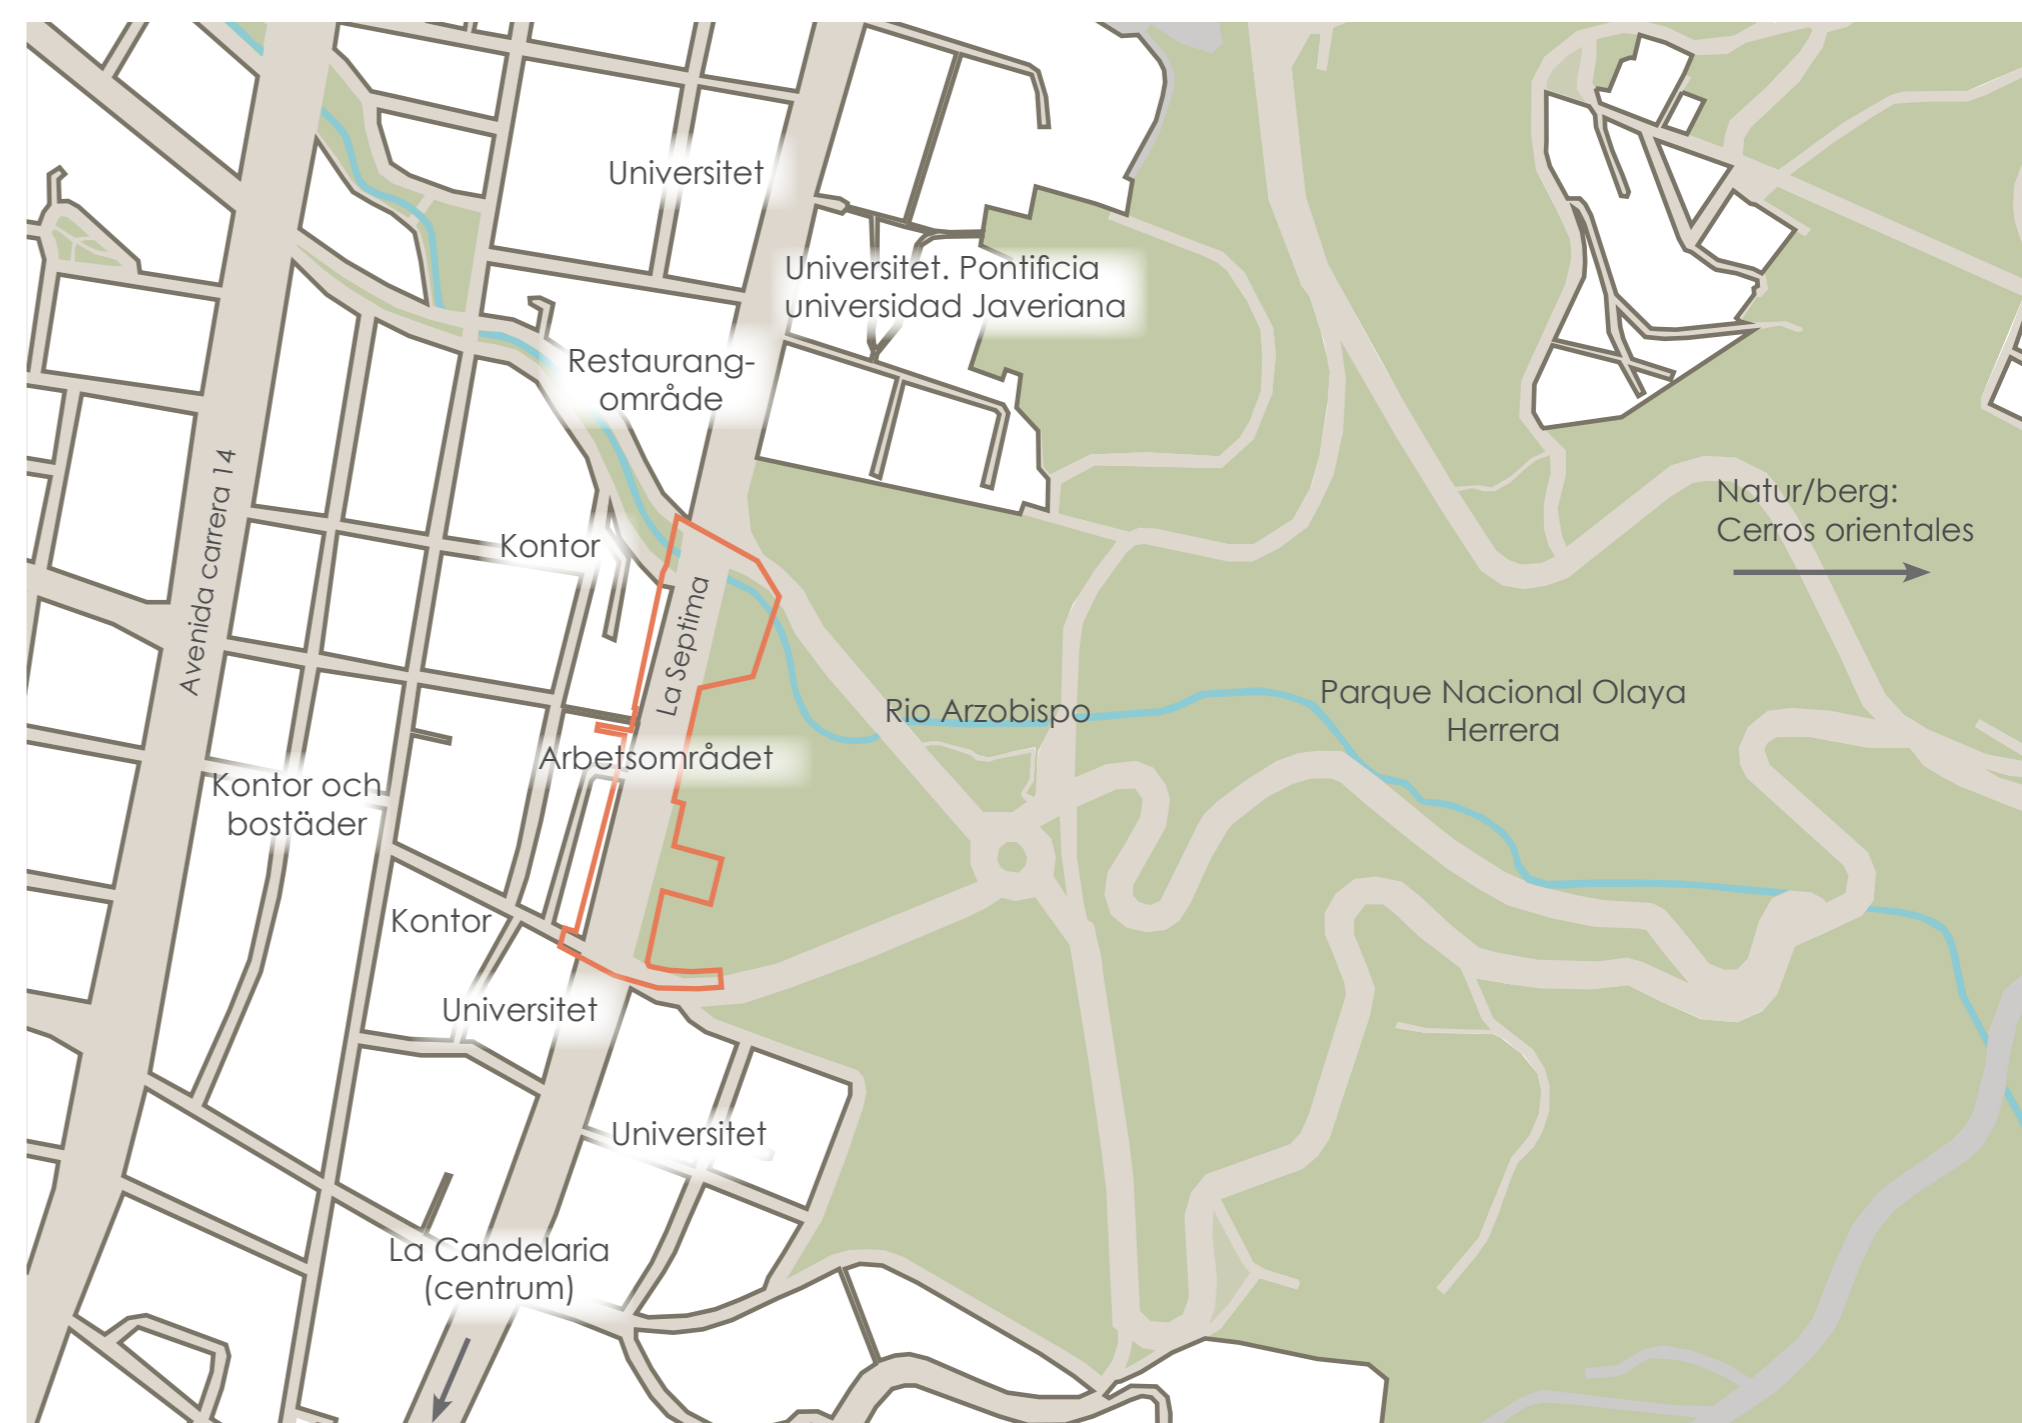 Universitet
Universitet. Pontificia
universidad Javeriana
Restaurang-
område
Avenida carrera 14
Natur/berg:
Cerros orientales
Kontor
La Septima
Rio Arzobispo
Parque Nacional Olaya
Herrera
Arbetsområdet
Kontor och
bostäder
Kontor
Universitet
Universitet
La Candelaria
(centrum)